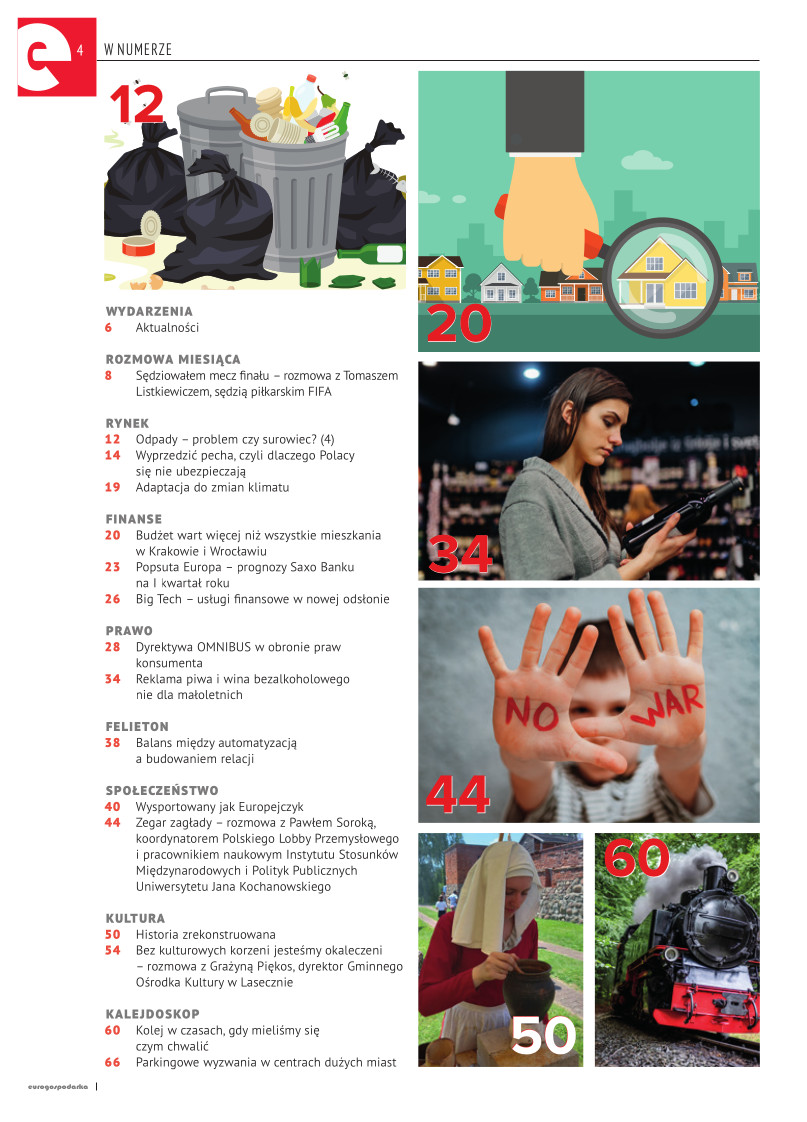 e
4
W NUMERZE
12
WYDARZENIA
6 Aktualności
ROZMOWA MIESIĄCA
8 Sędziowałem mecz finału – rozmowa z Tomaszem
Listkiewiczem, sędzią piłkarskim FIFA
RYNEK
12 Odpady – problem czy surowiec? (4)
14 Wyprzedzić pecha, czyli dlaczego Polacy
się nie ubezpieczają
19 Adaptacja do zmian klimatu
FINANSE
20 Budżet wart więcej niż wszystkie mieszkania
w Krakowie i Wrocławiu
23 Popsuta Europa – prognozy Saxo Banku
na I kwartał roku
26 Big Tech – usługi finansowe w nowej odsłonie
PRAWO
28 Dyrektywa OMNIBUS w obronie praw
konsumenta
34 Reklama piwa i wina bezalkoholowego
nie dla małoletnich
FELIETON
38 Balans między automatyzacją
a budowaniem relacji
SPOŁECZEŃSTWO
40 Wysportowany jak Europejczyk
44 Zegar zagłady – rozmowa z Pawłem Soroką,
koordynatorem Polskiego Lobby Przemysłowego
i pracownikiem naukowym Instytutu Stosunków
Międzynarodowych i Polityk Publicznych
Uniwersytetu Jana Kochanowskiego
KULTURA
50 Historia zrekonstruowana
54 Bez kulturowych korzeni jesteśmy okaleczeni
– rozmowa z Grażyną Piękos, dyrektor Gminnego
Ośrodka Kultury w Lasecznie
KALEJDOSKOP
60 Kolej w czasach, gdy mieliśmy się
czym chwalić
66 Parkingowe wyzwania w centrach dużych miast
20
34
NO WAR
44
50
60
eurogospodarka